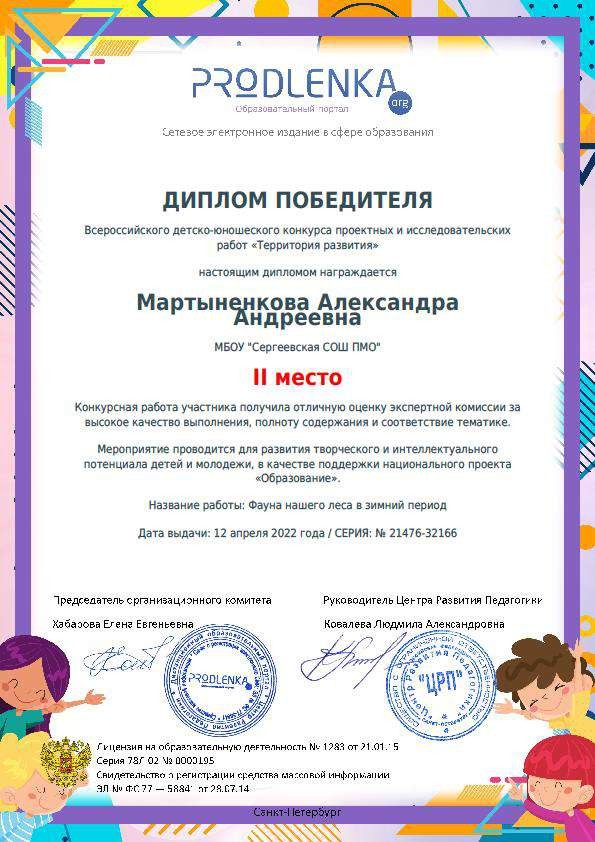 PRODLENKA
.org
Образовательный портал
Сетевое электронное издание в сфере образования
ДИПЛОМ ПОБЕДИТЕЛЯ
Всероссийского детско-юношеского конкурса проектных и исследовательских
работ «Территория развития»
настоящим дипломом награждается
Мартыненкова Александра
Андреевна
МБОУ "Сергеевская СОШ ПМО"
II место
Конкурсная работа участника получила отличную оценку экспертной комиссии за
высокое качество выполнения, полноту содержания и соответствие тематике.
Мероприятие проводится для развития творческого и интеллектуального
потенциала детей и молодежи, в качестве поддержки национального проекта
«Образование».
Название работы: Фауна нашего леса в зимний период
Дата выдачи: 12 апреля 2022 года / СЕРИЯ: № 21476-32166
Председатель организационного комитета
Руководитель Центра Развития Педагогики
Хабарова Елена Евгеньевна
Ковалева Людмила Александровна
PRODLENKA
"ЦРП"
Лицензия на образовательную деятельность № 1283 от 21.01.15
Серия 78Л 02 № 0000195
Свидетельство о регистрации средства массовой информации
ЭЛ № ФС 77 — 58841 от 28.07.14
Санкт-Петербург